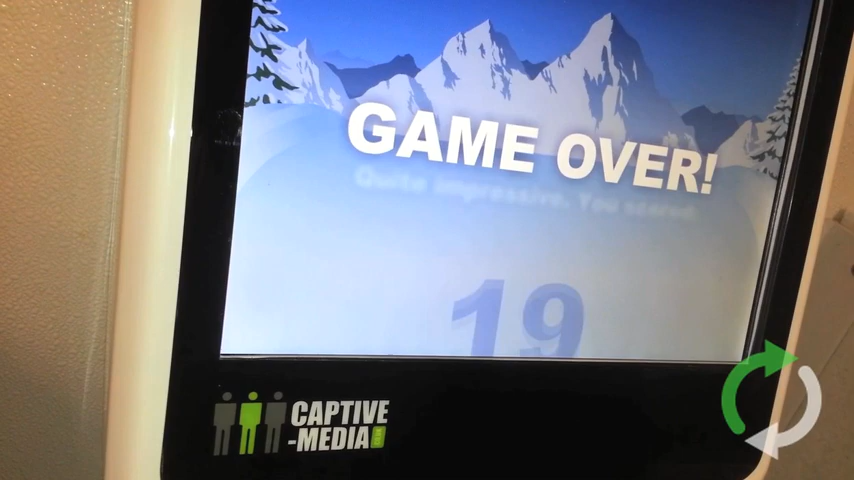 GAME OVER!
Quite impressive. You scored:
19
CAPTIVE
-MEDIA